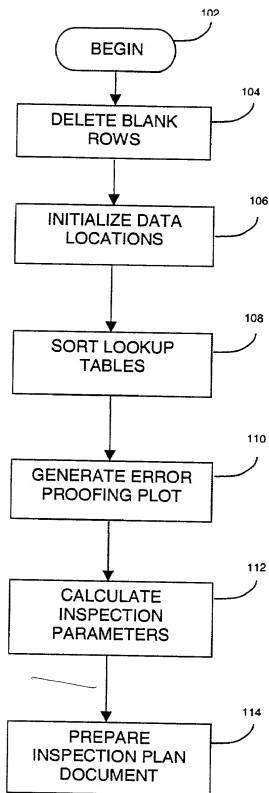 102
BEGIN
104
DELETE BLANK
ROWS
106
INITIALIZE DATA
LOCATIONS
108
SORT LOOKUP
TABLES
110
GENERATE ERROR
PROOFING PLOT
112
CALCULATE
INSPECTION
PARAMETERS
114
PREPARE
INSPECTION PLAN
DOCUMENT